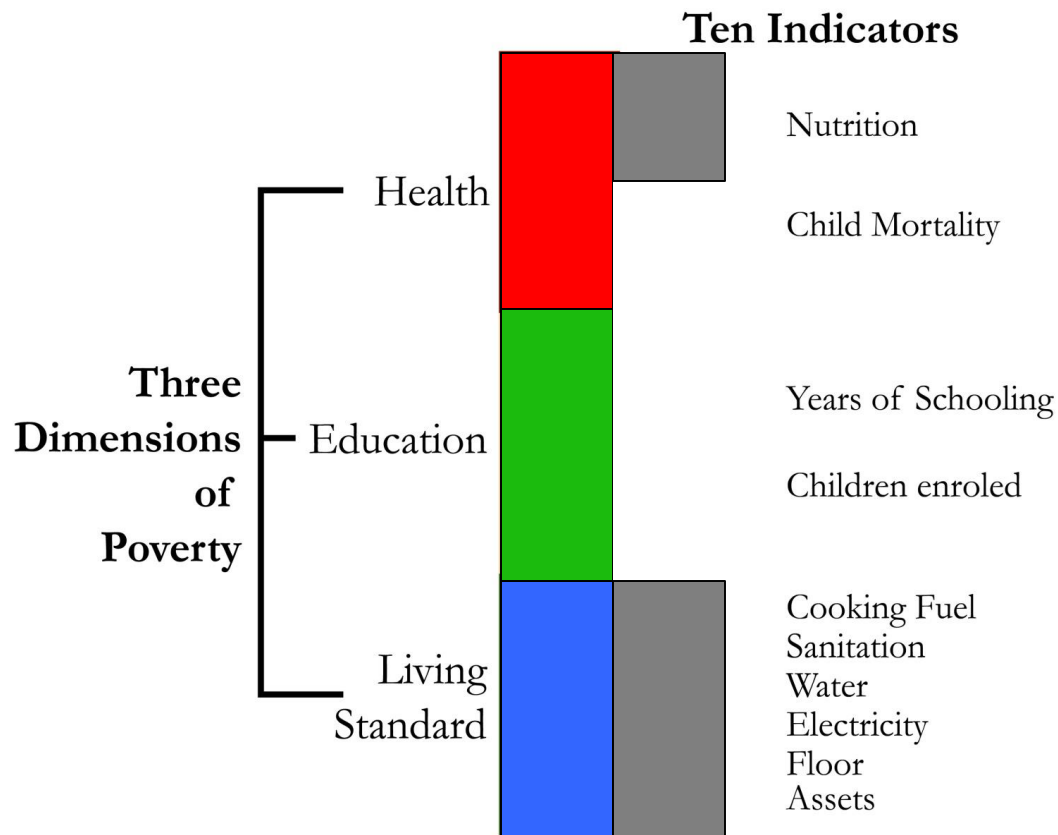 Ten Indicators
Nutrition
Health
Child Mortality
Three
Dimensions
of
Poverty
Education
Years of Schooling
Children enroled
Living
Standard
Cooking Fuel
Sanitation
Water
Electricity
Floor
Assets